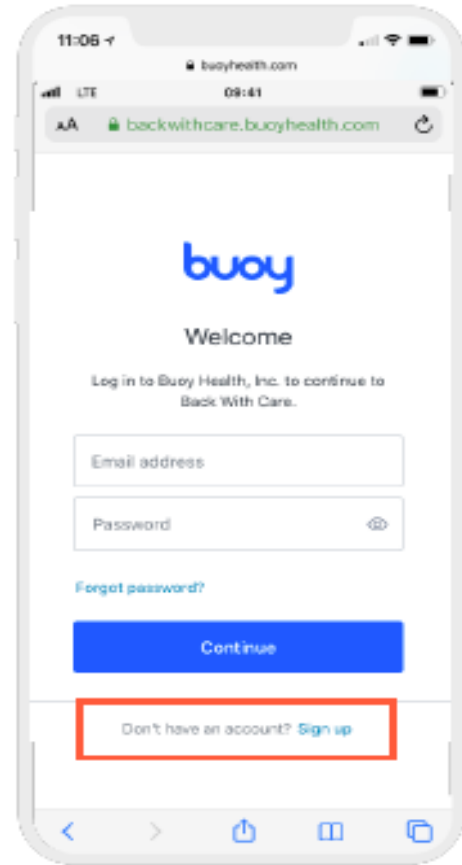 11:06
buoyhealth.com
LTE 09:41
AA backwithcare.buoyhealth.com
buoy
Welcome
Log in to Buoy Health, Inc. to continue to
Back With Care.
Email address
Password
Forgot password?
Continue
Don't have an account? Sign up